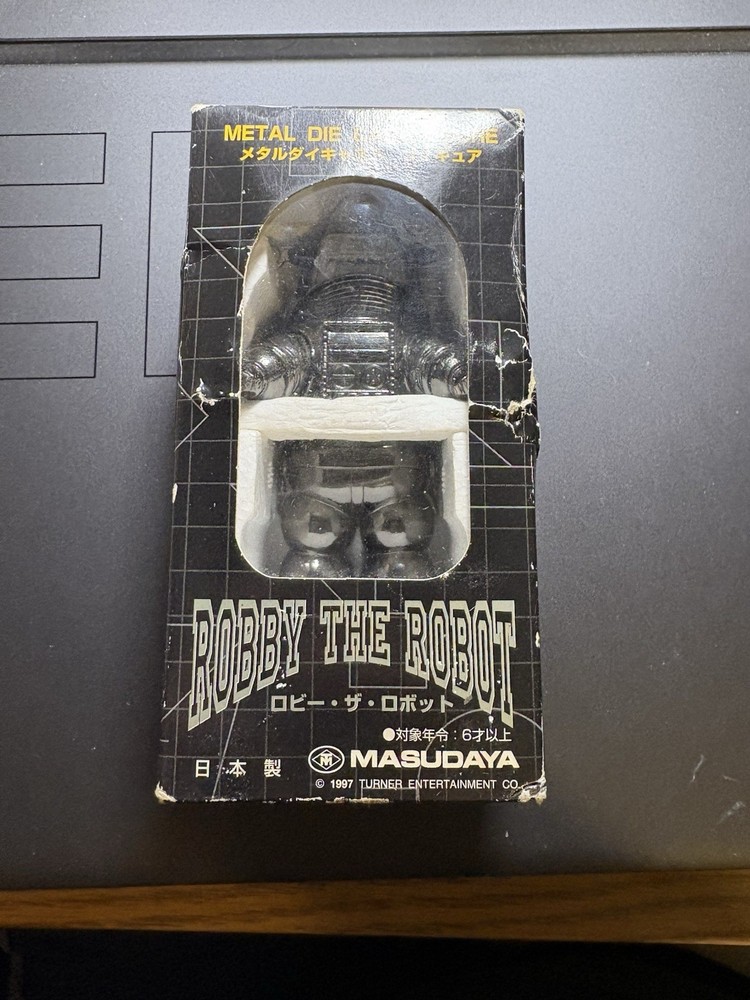 METAL DIE
メタルダイキャ
ROBBY THE ROBOT
ロビー・ザ・ロボット
●対象年令：6才以上
日本製 MASUDAYA
© 1997 TURNER ENTERTAINMENT CO.